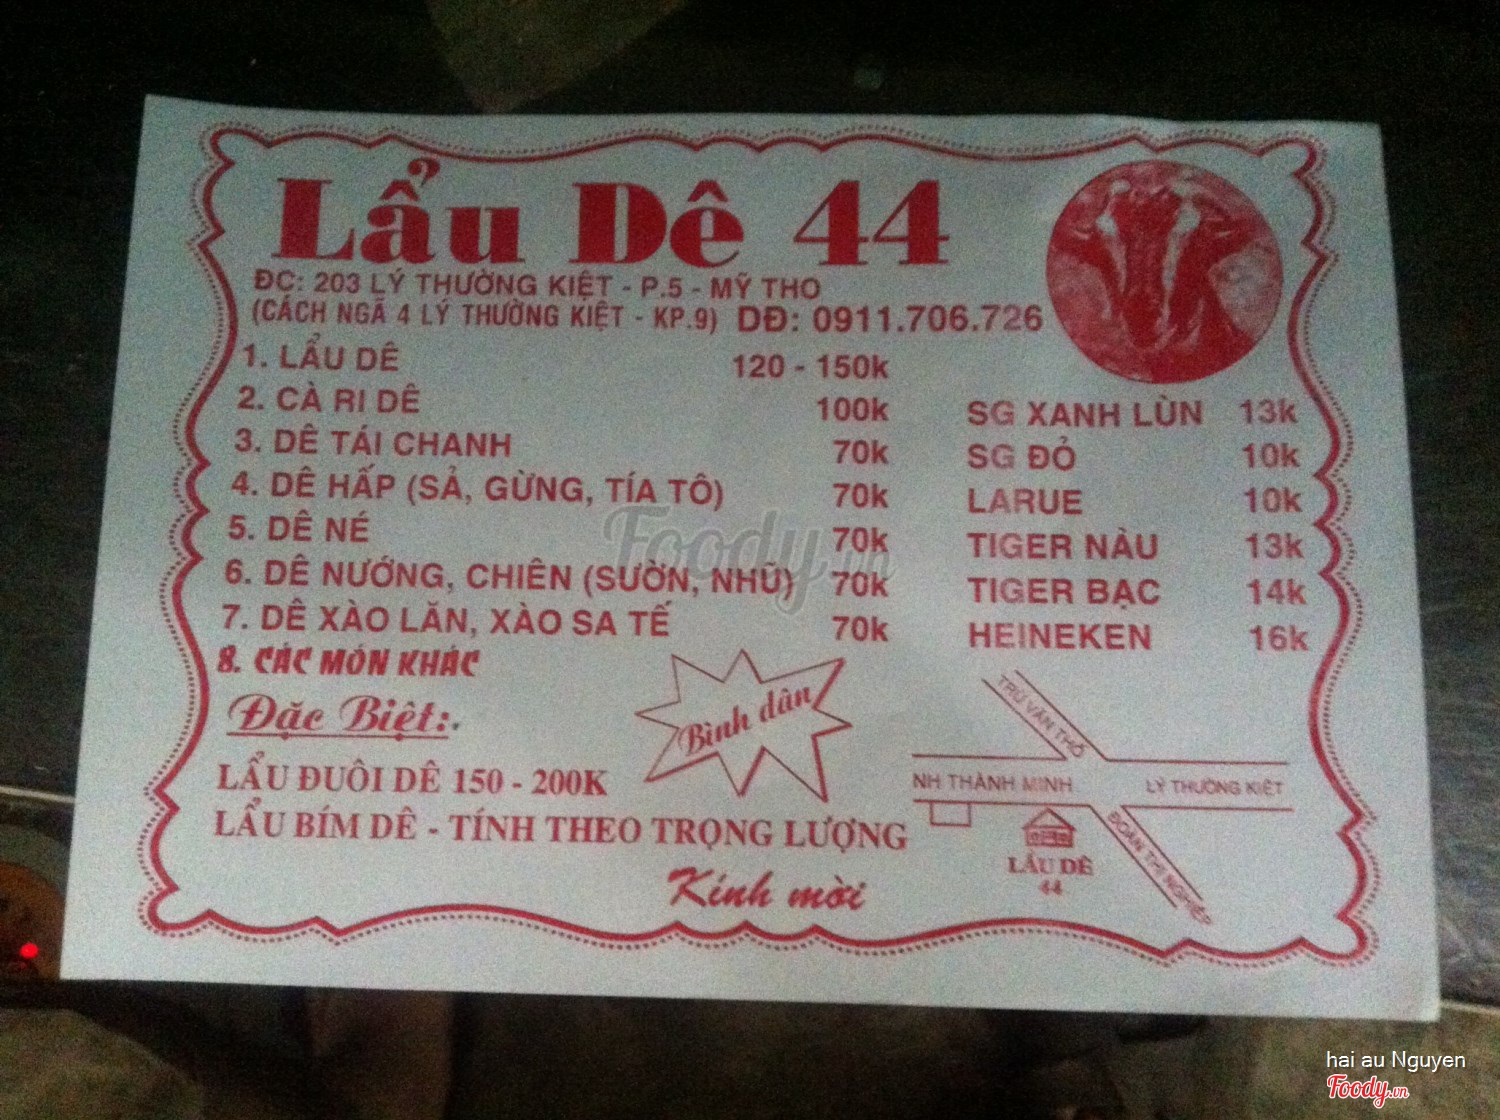 LẨU DÊ 44
ĐC: 203 LÝ THƯỜNG KIỆT - P.5 - MỸ THO
(CÁCH NGÃ 4 LÝ THƯỜNG KIỆT - KP.9) DĐ: 0911.706.726
1. LẨU DÊ 120 - 150k
2. CÀ RI DÊ 100k
3. DÊ TÁI CHANH 70k
4. DÊ HẤP (SẢ, GỪNG, TÍA TÔ) 70k
5. DÊ NÉ 70k
6. DÊ NƯỚNG, CHIÊN (SƯỜN, NHŨ) 70k
7. DÊ XÀO LĂN, XÀO SA TẾ 70k
8. CÁC MÓN KHÁC
SG XANH LÙN 13k
SG ĐỎ 10k
LARUE 10k
TIGER NÀU 13k
TIGER BẠC 14k
HEINEKEN 16k
Đặc Biệt:
Bình dân
LẨU ĐUÔI DÊ 150 - 200K
LẨU BÍM DÊ - TÍNH THEO TRỌNG LƯỢNG
Kính mời
TRỪ VĂN THỐ
NH THÀNH MINH
LÝ THƯỜNG KIỆT
ĐOÀN THỊ NGHIỆP
LẨU DÊ
44
Foody.vn
hai au Nguyen
Foody.vn